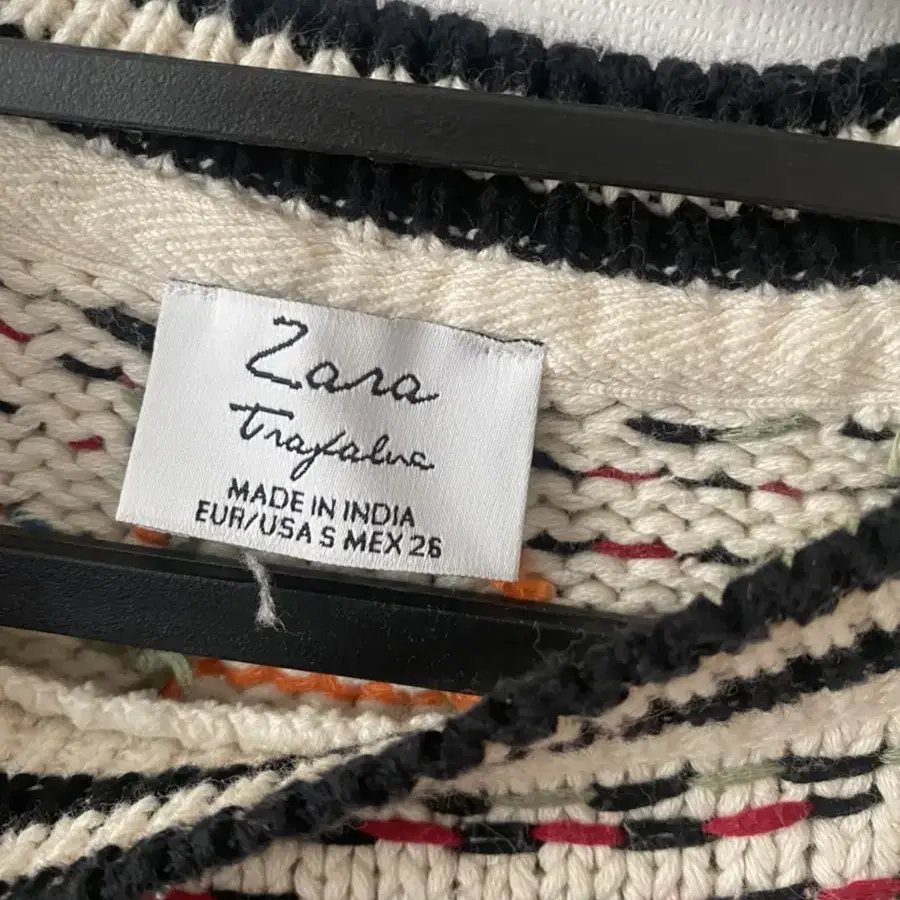 Zara
Trafaluc
MADE IN INDIA
EUR/USA S MEX 26